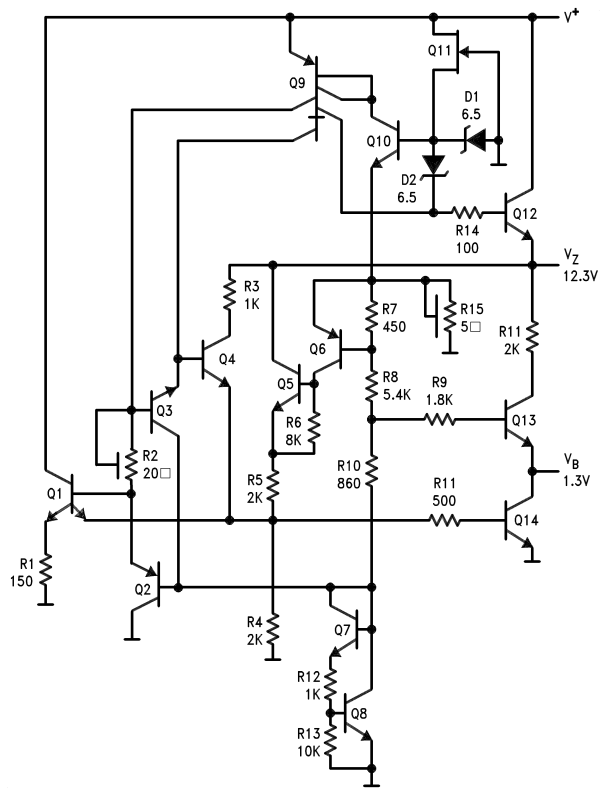 V+
Q11
Q9
D1
6.5
Q10
D2
6.5
Q12
R14
100
VZ
12.3V
R3
1K
R7
450
R15
5□
Q6
R11
2K
Q4
Q5
R8
5.4K
R9
1.8K
Q3
R6
8K
Q13
R2
20□
R10
860
VB
1.3V
Q1
R5
2K
R11
500
Q14
R1
150
Q2
R4
2K
Q7
R12
1K
Q8
R13
10K